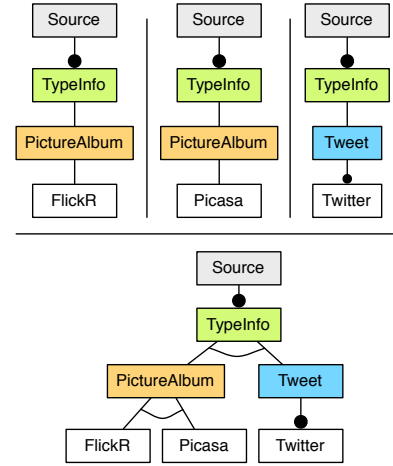 Source Source Source
TypeInfo TypeInfo TypeInfo
PictureAlbum PictureAlbum Tweet
FlickR Picasa Twitter
Source
TypeInfo
PictureAlbum Tweet
FlickR Picasa Twitter